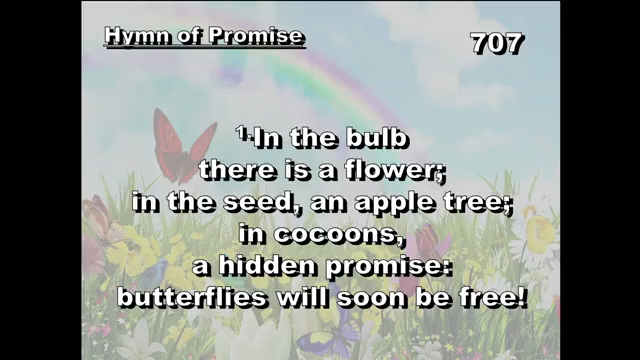 Hymn of Promise
707
1. In the bulb
there is a flower;
in the seed, an apple tree;
in cocoons,
a hidden promise:
butterflies will soon be free!